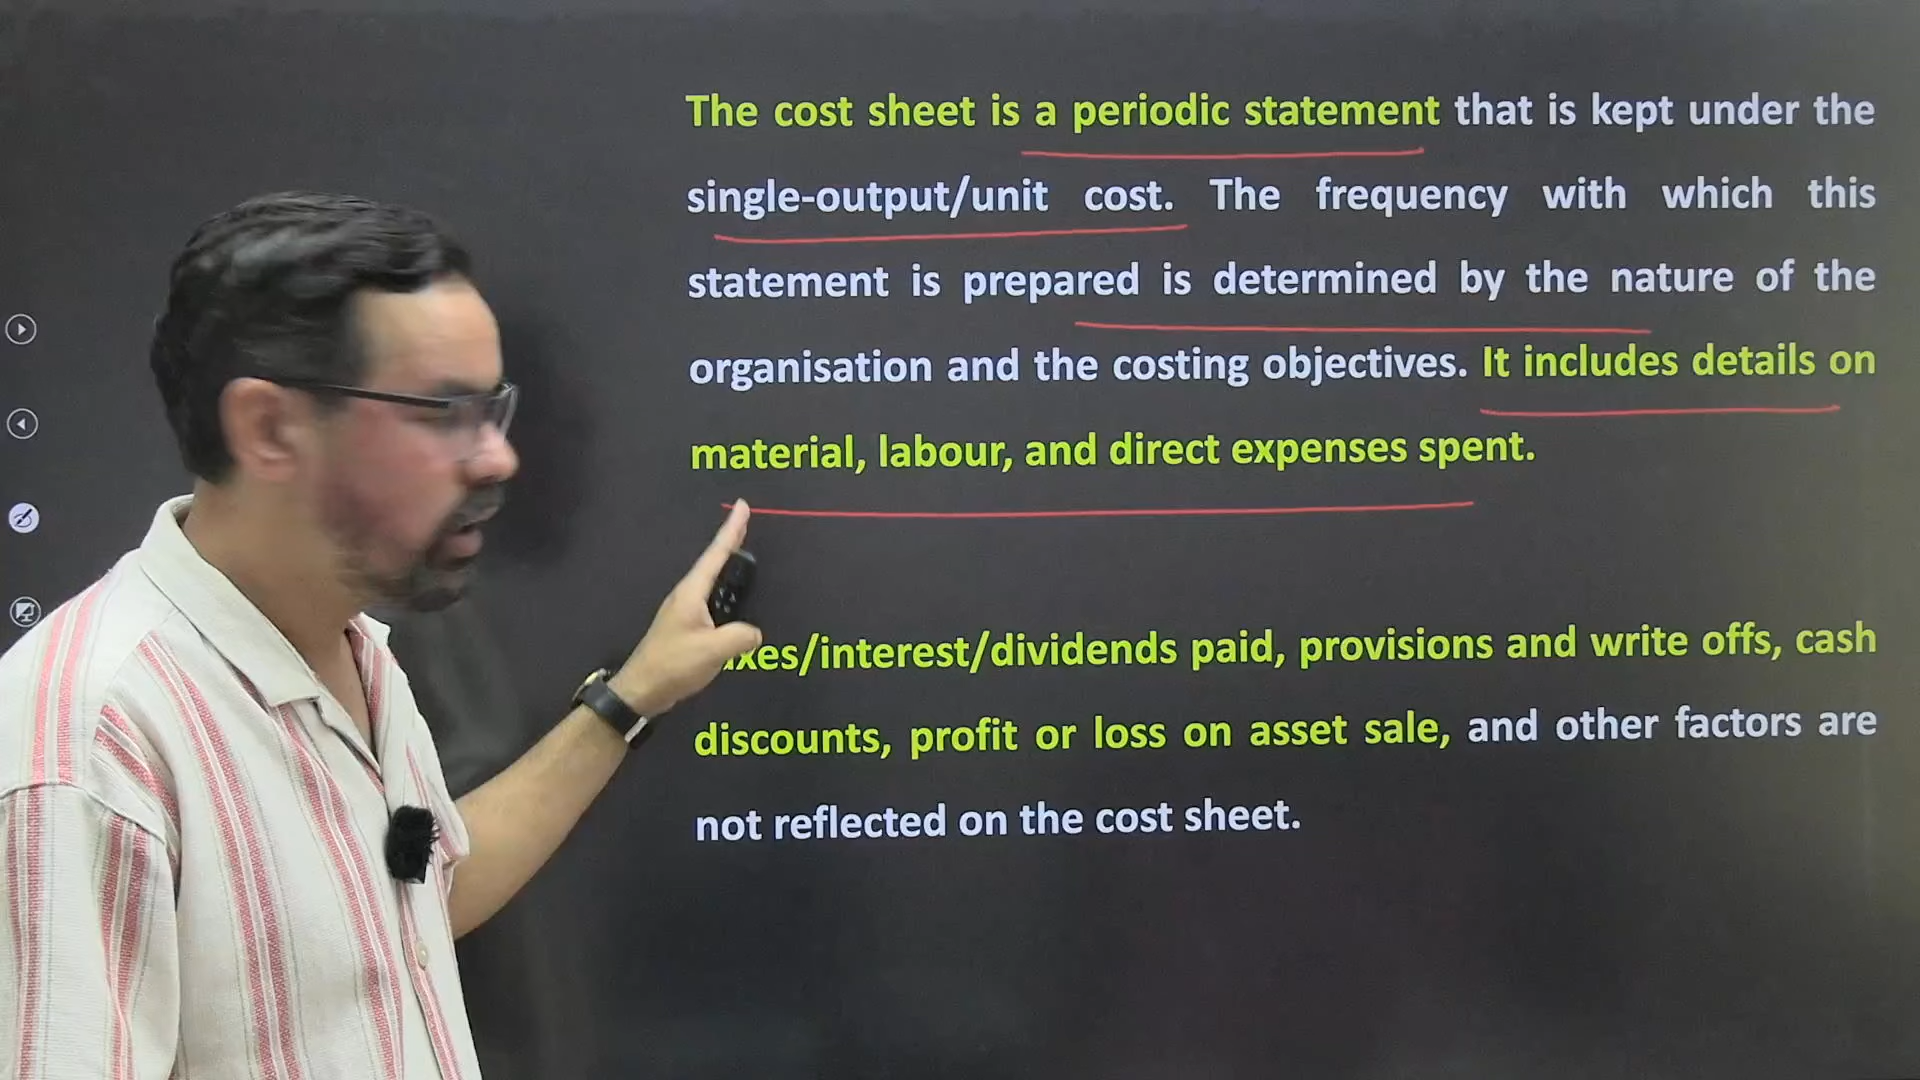 The cost sheet is a periodic statement that is kept under the
single-output/unit cost. The frequency with which this
statement is prepared is determined by the nature of the
organisation and the costing objectives. It includes details on
material, labour, and direct expenses spent.
interest/dividends paid, provisions and write offs, cash
discounts, profit or loss on asset sale, and other factors are
not reflected on the cost sheet.